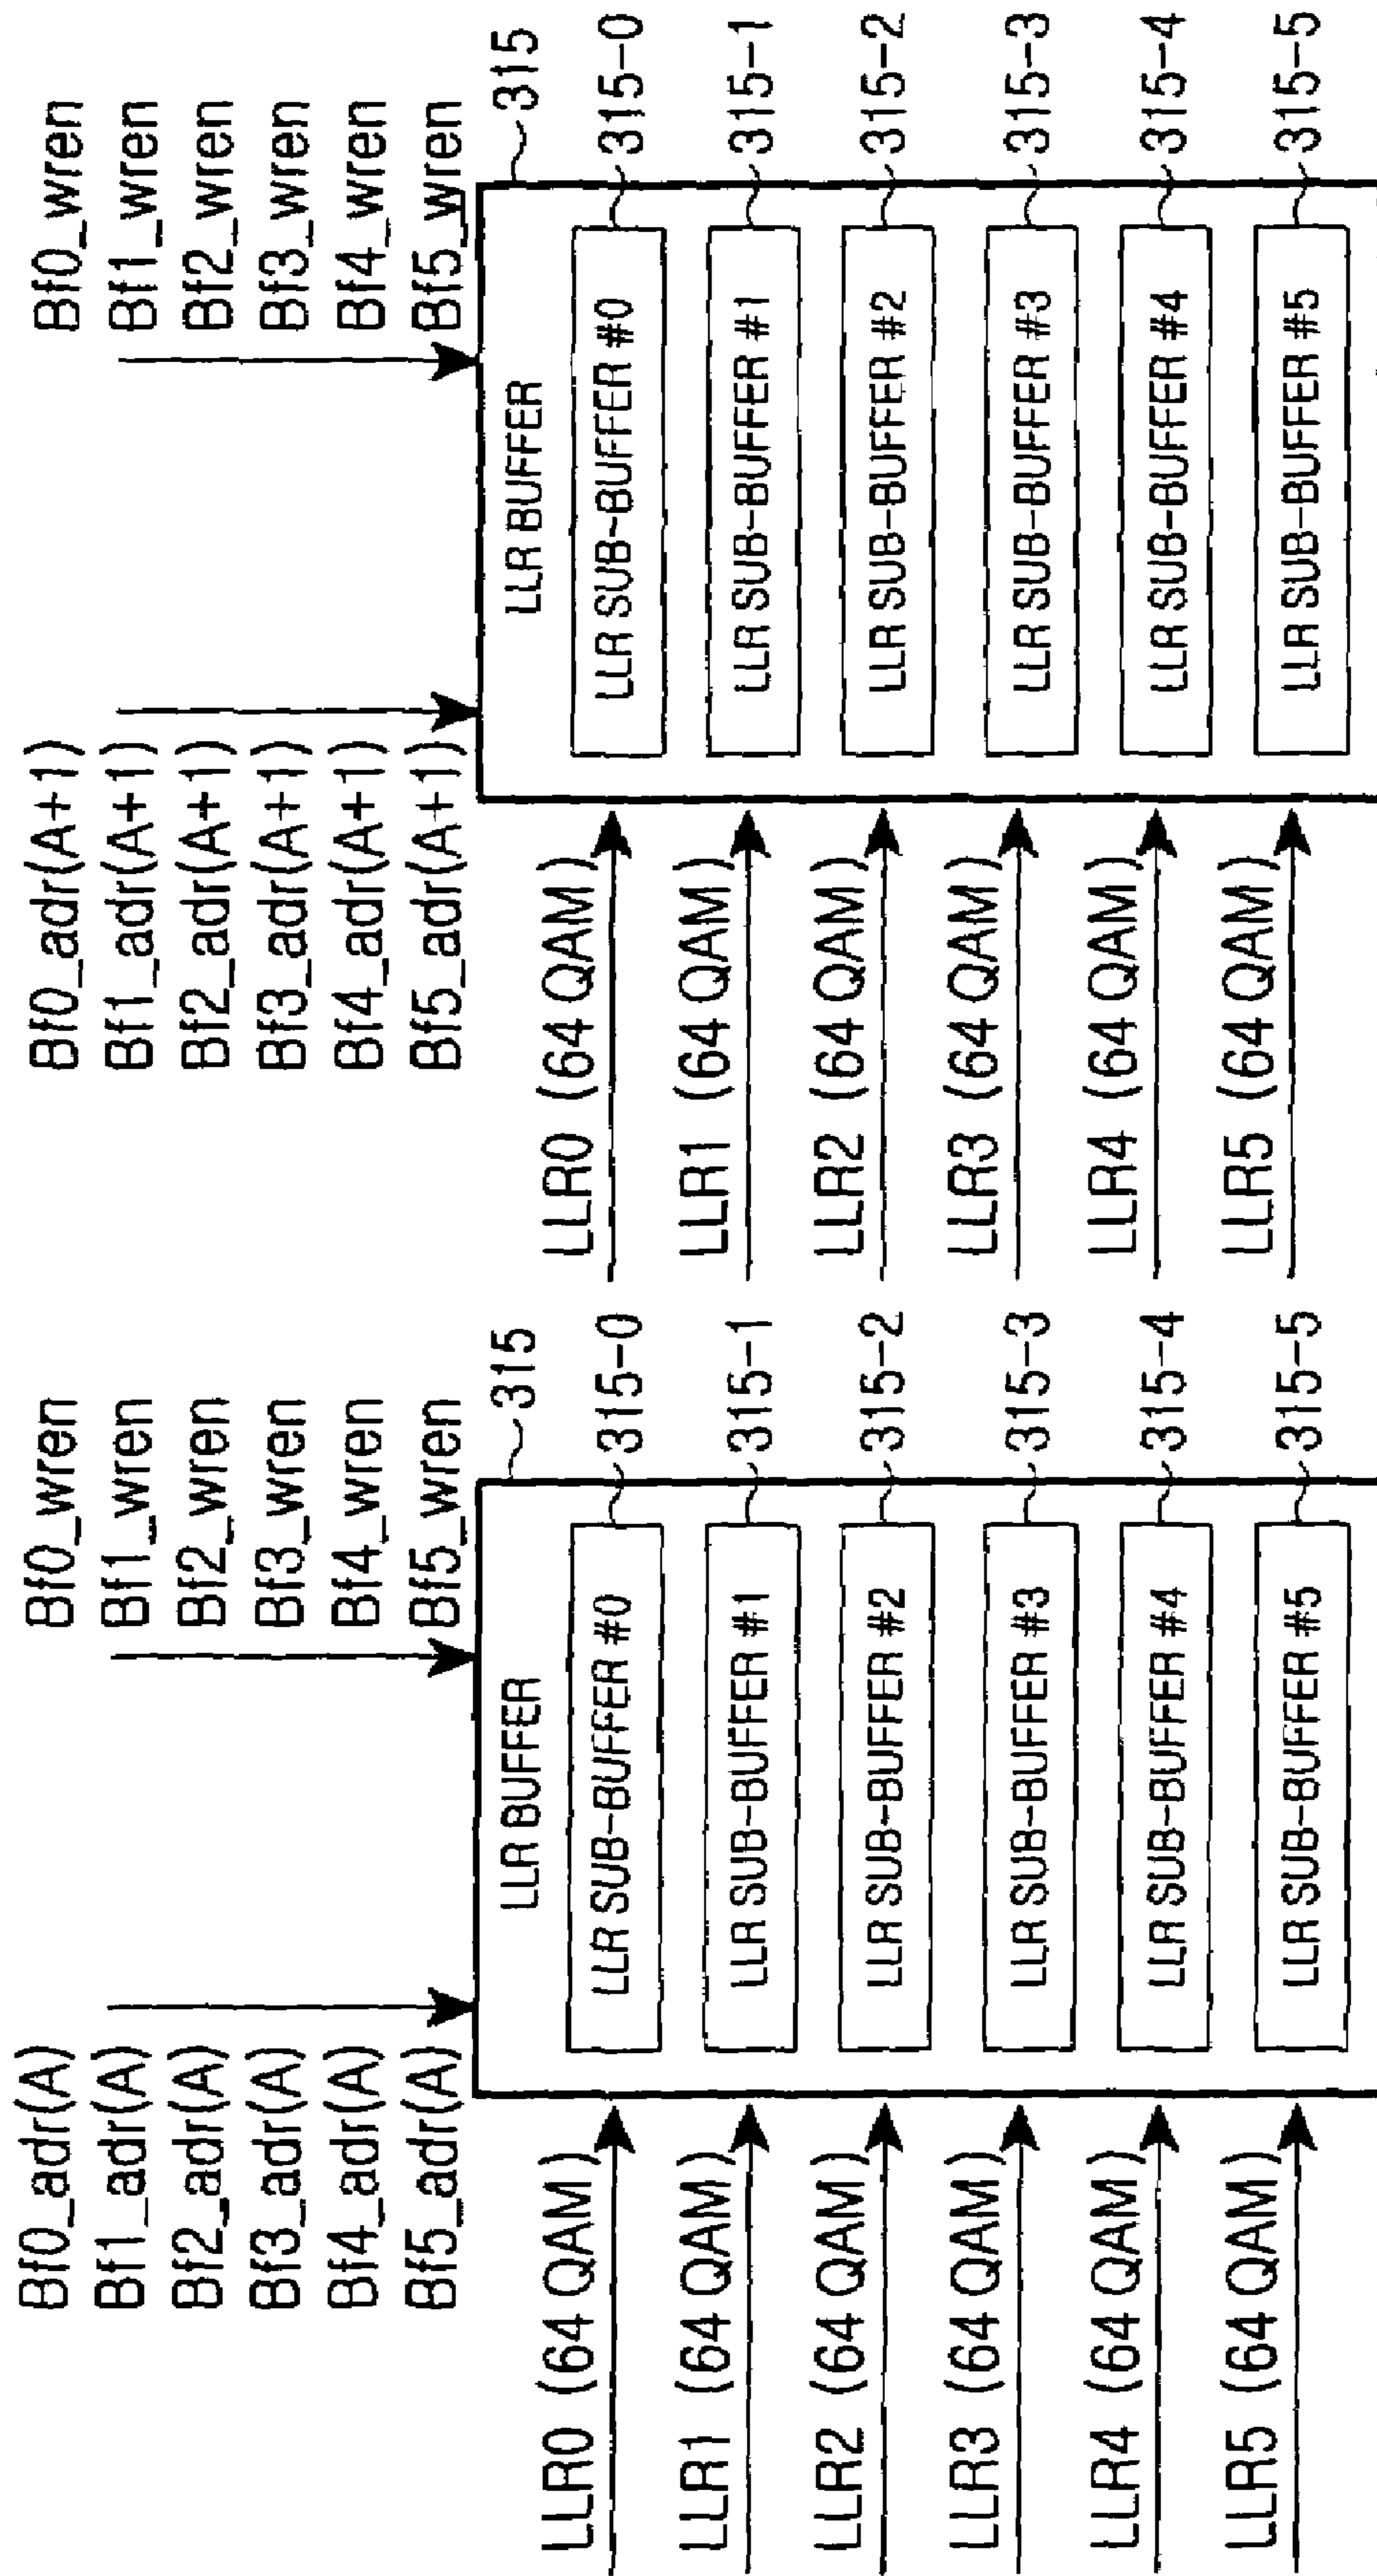 Bf0_adr(A)
Bf1_adr(A)
Bf2_adr(A)
Bf3_adr(A)
Bf4_adr(A)
Bf5_adr(A)
Bf0_wren
Bf1_wren
Bf2_wren
Bf3_wren
Bf4_wren
Bf5_wren
315
LLR BUFFER
LLR0 (64 QAM)
LLR SUB-BUFFER #0
315-0
LLR1 (64 QAM)
LLR SUB-BUFFER #1
315-1
LLR2 (64 QAM)
LLR SUB-BUFFER #2
315-2
LLR3 (64 QAM)
LLR SUB-BUFFER #3
315-3
LLR4 (64 QAM)
LLR SUB-BUFFER #4
315-4
LLR5 (64 QAM)
LLR SUB-BUFFER #5
315-5
Bf0_adr(A+1)
Bf1_adr(A+1)
Bf2_adr(A+1)
Bf3_adr(A+1)
Bf4_adr(A+1)
Bf5_adr(A+1)
Bf0_wren
Bf1_wren
Bf2_wren
Bf3_wren
Bf4_wren
Bf5_wren
315
LLR BUFFER
LLR0 (64 QAM)
LLR SUB-BUFFER #0
315-0
LLR1 (64 QAM)
LLR SUB-BUFFER #1
315-1
LLR2 (64 QAM)
LLR SUB-BUFFER #2
315-2
LLR3 (64 QAM)
LLR SUB-BUFFER #3
315-3
LLR4 (64 QAM)
LLR SUB-BUFFER #4
315-4
LLR5 (64 QAM)
LLR SUB-BUFFER #5
315-5